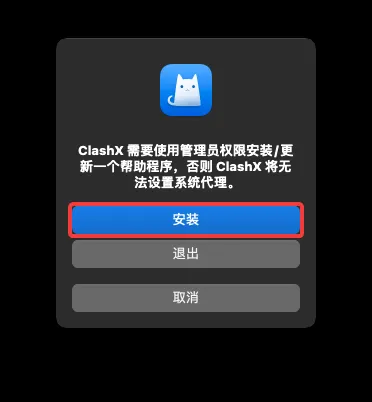 ClashX 需要使用管理员权限安装/更
新一个帮助程序，否则 ClashX 将无
法设置系统代理。
安装
退出
取消